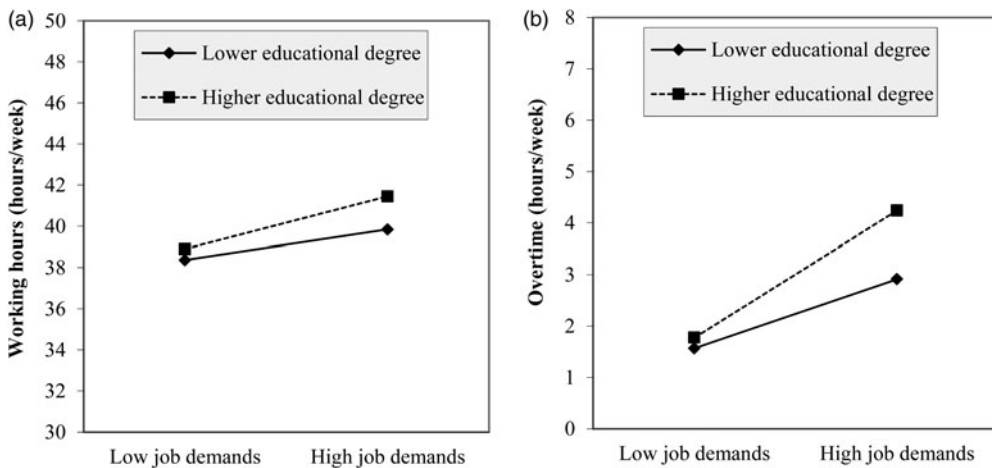 (a)
Working hours (hours/week)
50
48
46
44
42
40
38
36
34
32
30
Lower educational degree
Higher educational degree
Low job demands
High job demands
(b)
Overtime (hours/week)
8
7
6
5
4
3
2
1
0
Lower educational degree
Higher educational degree
Low job demands
High job demands